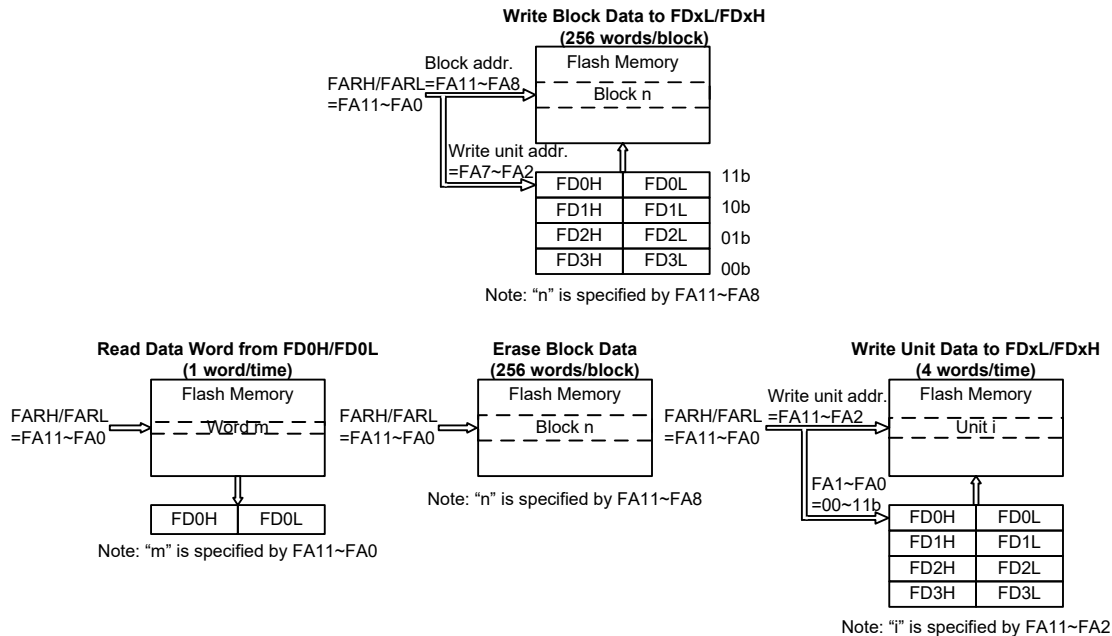 Write Block Data to FDxL/FDxH
(256 words/block)
Block addr.
FARH/FARL=FA11~FA8
=FA11~FA0
Flash Memory
Block n
Write unit addr.
=FA7~FA2
FD0H FD0L 11b
FD1H FD1L 10b
FD2H FD2L 01b
FD3H FD3L 00b
Note: “n” is specified by FA11~FA8
Read Data Word from FD0H/FD0L
(1 word/time)
Flash Memory
FARH/FARL
=FA11~FA0
Word m
FD0H FD0L
Note: “m” is specified by FA11~FA0
Erase Block Data
(256 words/block)
Flash Memory
FARH/FARL
=FA11~FA0
Block n
Note: “n” is specified by FA11~FA8
Write Unit Data to FDxL/FDxH
(4 words/time)
Write unit addr.
FARH/FARL =FA11~FA2
=FA11~FA0
Flash Memory
Unit i
FA1~FA0
=00~11b
FD0H FD0L
FD1H FD1L
FD2H FD2L
FD3H FD3L
Note: “i” is specified by FA11~FA2